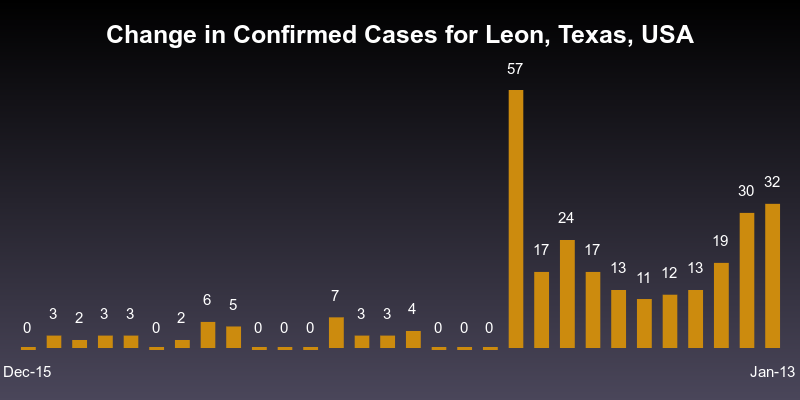 Change in Confirmed Cases for Leon, Texas, USA
0 3 2 3 3 0 2 6 5 0 0 0 7 3 3 4 0 0 0 57 17 24 17 13 11 12 13 19 30 32
Dec-15 Jan-13